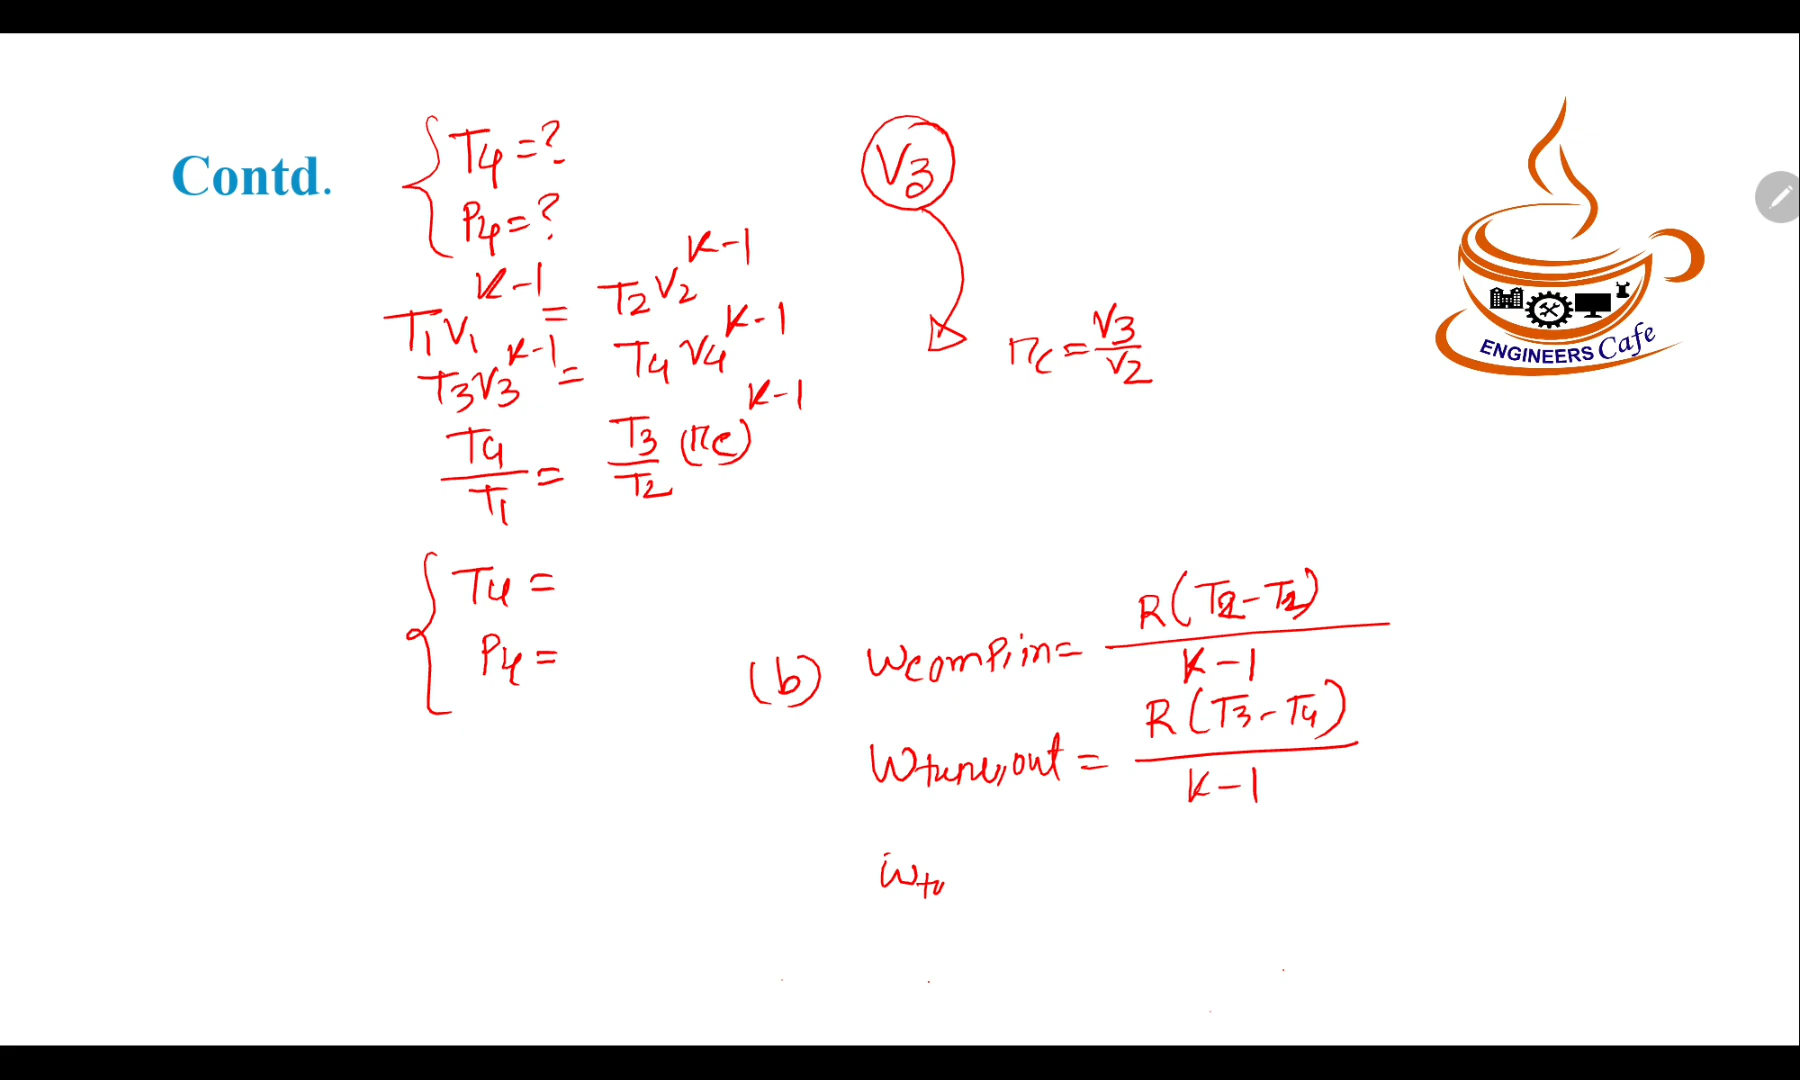 Contd.
T4 = ?
P4 = ?
T1V1^K-1 = T2V2^K-1
T3V3^K-1 = T4V4^K-1
T4/T1 = T3/T2 (rc)^K-1
T4 =
P4 =
V3
rc = V3/V2
(b) wcomp,in = R(T2-T1)/K-1
out = R(T3-T4)/K-1
ENGINEERS Cafe